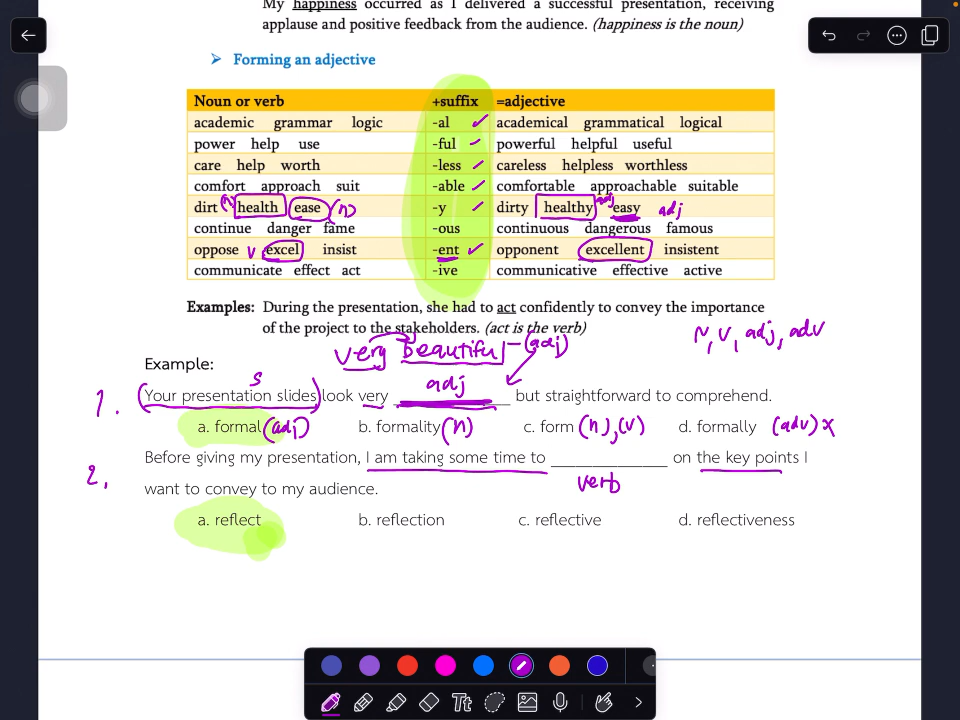 My happiness occurred as I delivered a successful presentation, receiving
applause and positive feedback from the audience. (happiness is the noun)
➢ Forming an adjective
Noun or verb +suffix =adjective
academic grammar logic -al ✓ academical grammatical logical
power help use -ful ✓ powerful helpful useful
care help worth -less ✓ careless helpless worthless
comfort approach suit -able ✓ comfortable approachable suitable
dirt (n) health ease (n) -y ✓ dirty healthy adj easy adj
continue danger fame -ous continuous dangerous famous
oppose v excel insist -ent ✓ opponent excellent insistent
communicate effect act -ive communicative effective active
Examples: During the presentation, she had to act confidently to convey the importance
of the project to the stakeholders. (act is the verb)
N, v, adj, adv
very beautiful - (adj)
Example:
S
adj
1. (Your presentation slides) look very ____________ but straightforward to comprehend.
a. formal (adj) b. formality (n) c. form (n), (v) d. formally (adv) x
2. Before giving my presentation, I am taking some time to ____________ on the key points I
verb
want to convey to my audience.
a. reflect b. reflection c. reflective d. reflectiveness
Tt